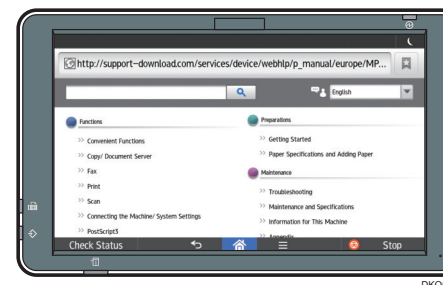 http://support-download.com/services/device/webhlp/p_manual/europe/MP...
English
Functions
>> Convenient Functions
>> Copy/ Document Server
>> Fax
>> Print
>> Scan
>> Connecting the Machine/ System Settings
>> PostScript3
Preparations
>> Getting Started
>> Paper Specifications and Adding Paper
Maintenance
>> Troubleshooting
>> Maintenance and Specifications
>> Information for This Machine
>> Appendix
Check Status
Stop